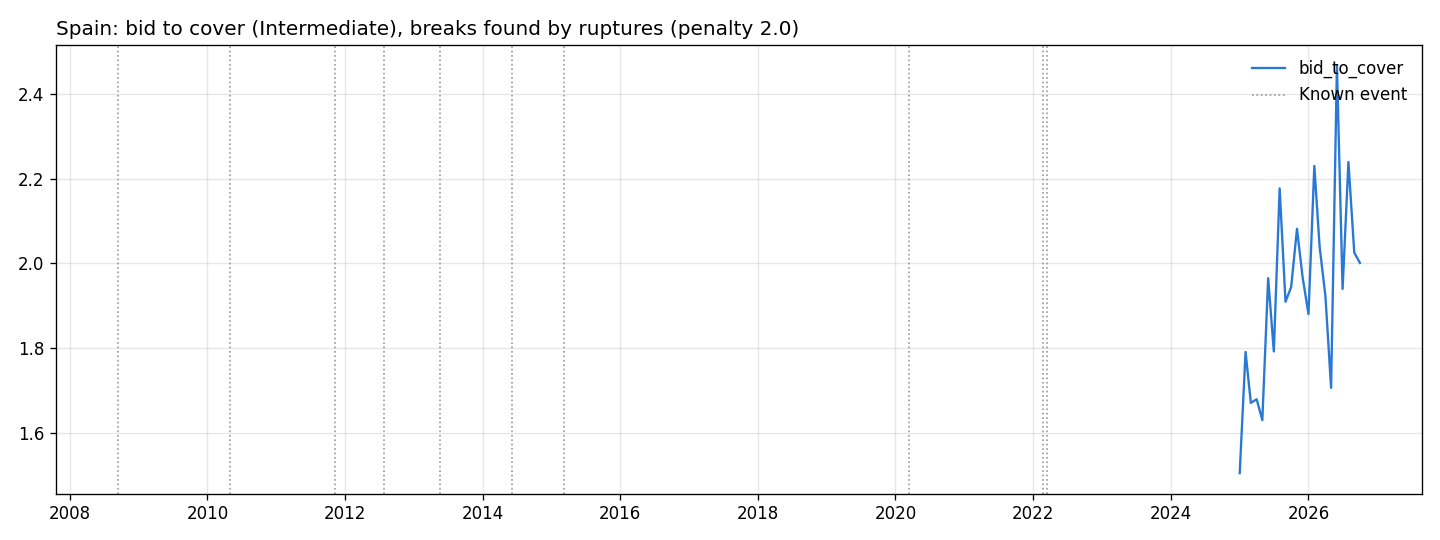 Spain: bid to cover (Intermediate), breaks found by ruptures (penalty 2.0)
bid_to_cover
Known event
2.4
2.2
2.0
1.8
1.6
2008 2010 2012 2014 2016 2018 2020 2022 2024 2026